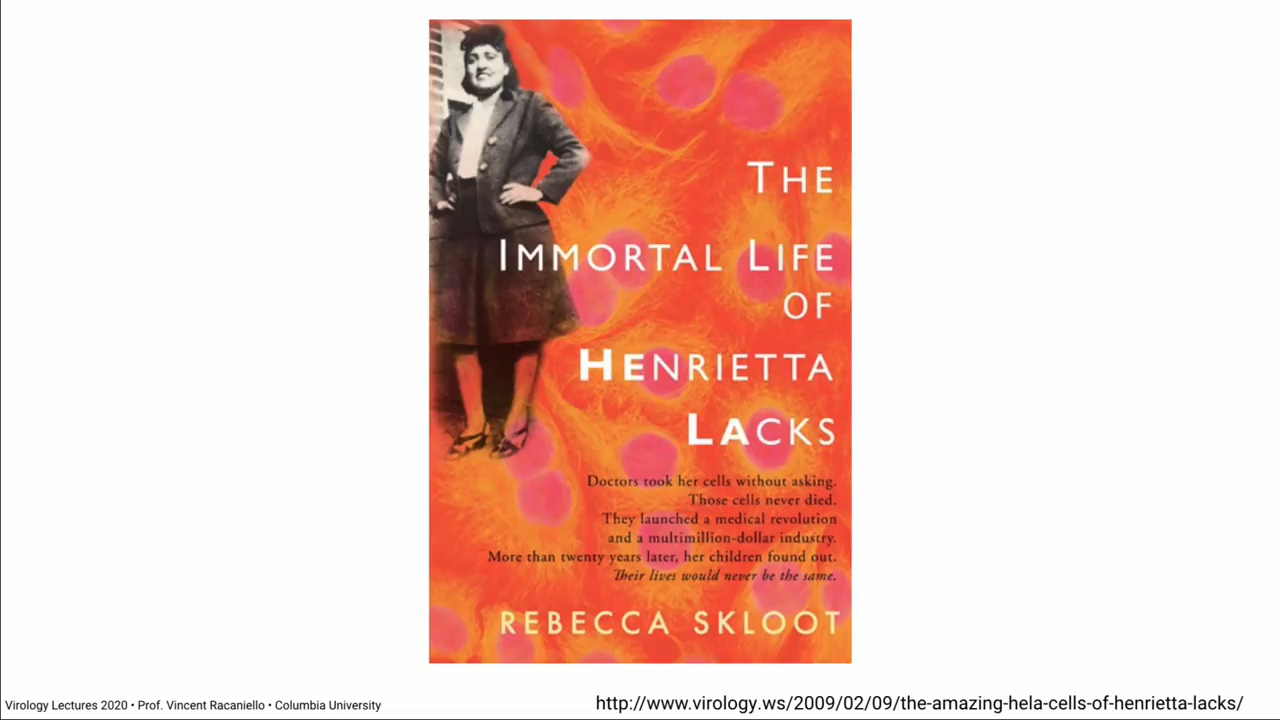 THE
IMMORTAL LIFE
OF
HENRIETTA
LACKS
Doctors took her cells without asking.
Those cells never died.
They launched a medical revolution
and a multimillion-dollar industry.
More than twenty years later, her children found out.
Their lives would never be the same.
REBECCA SKLOOT
Virology Lectures 2020 • Prof. Vincent Racaniello • Columbia University
http://www.virology.ws/2009/02/09/the-amazing-hela-cells-of-henrietta-lacks/